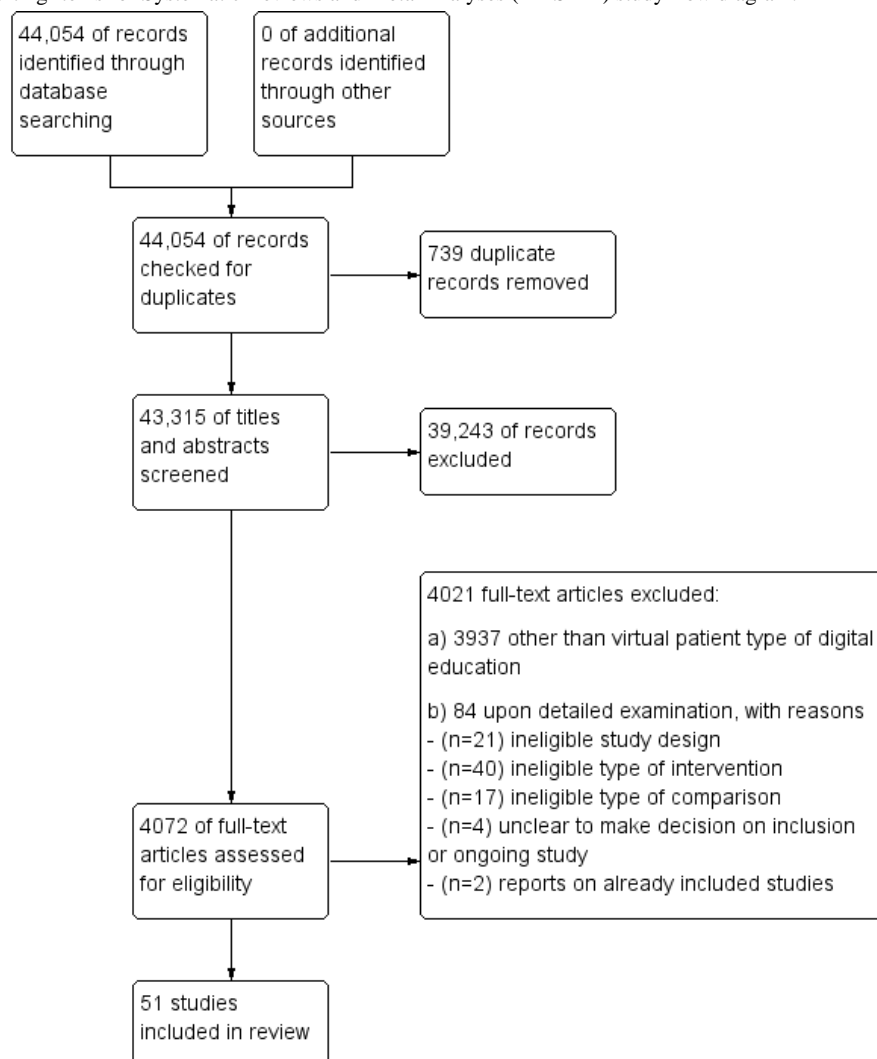 44,054 of records
identified through
database
searching
0 of additional
records identified
through other
sources
44,054 of records
checked for
duplicates
739 duplicate
records removed
43,315 of titles
and abstracts
screened
39,243 of records
excluded
4021 full-text articles excluded:
a) 3937 other than virtual patient type of digital
education
b) 84 upon detailed examination, with reasons
- (n=21) ineligible study design
- (n=40) ineligible type of intervention
- (n=17) ineligible type of comparison
- (n=4) unclear to make decision on inclusion
or ongoing study
- (n=2) reports on already included studies
4072 of full-text
articles assessed
for eligibility
51 studies
included in review